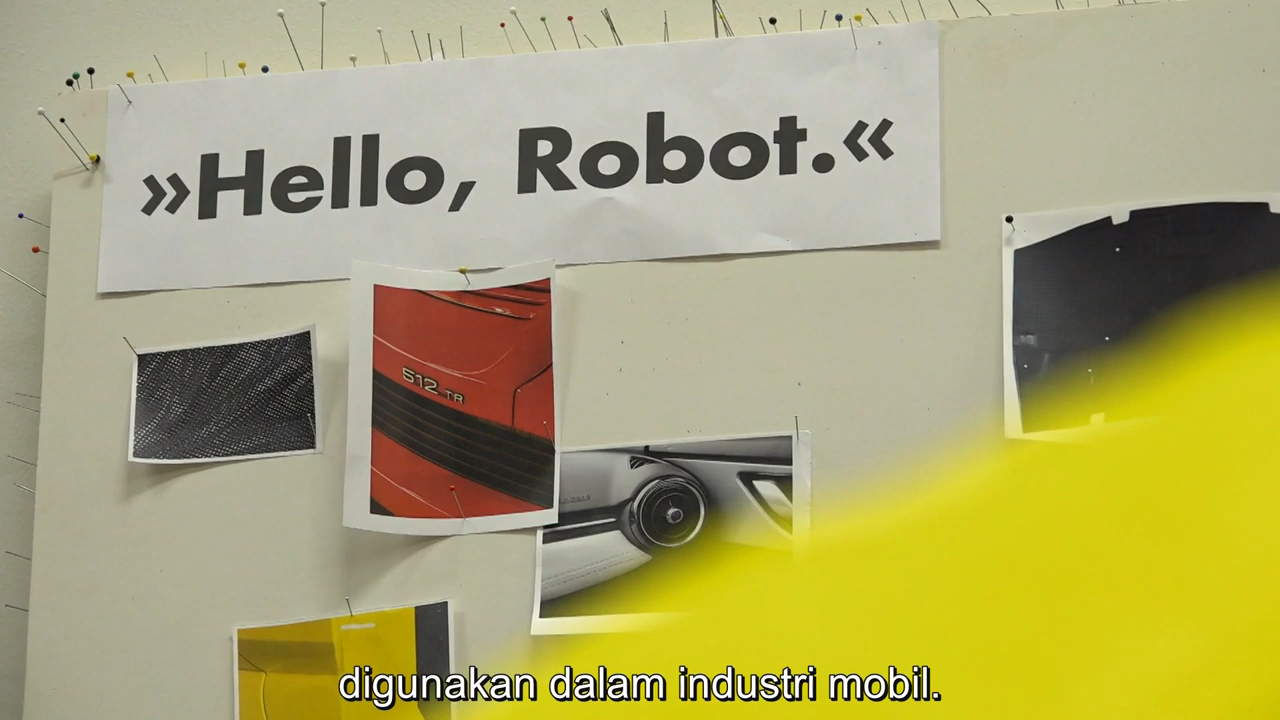 »Hello, Robot.«
512 TR
digunakan dalam industri mobil.